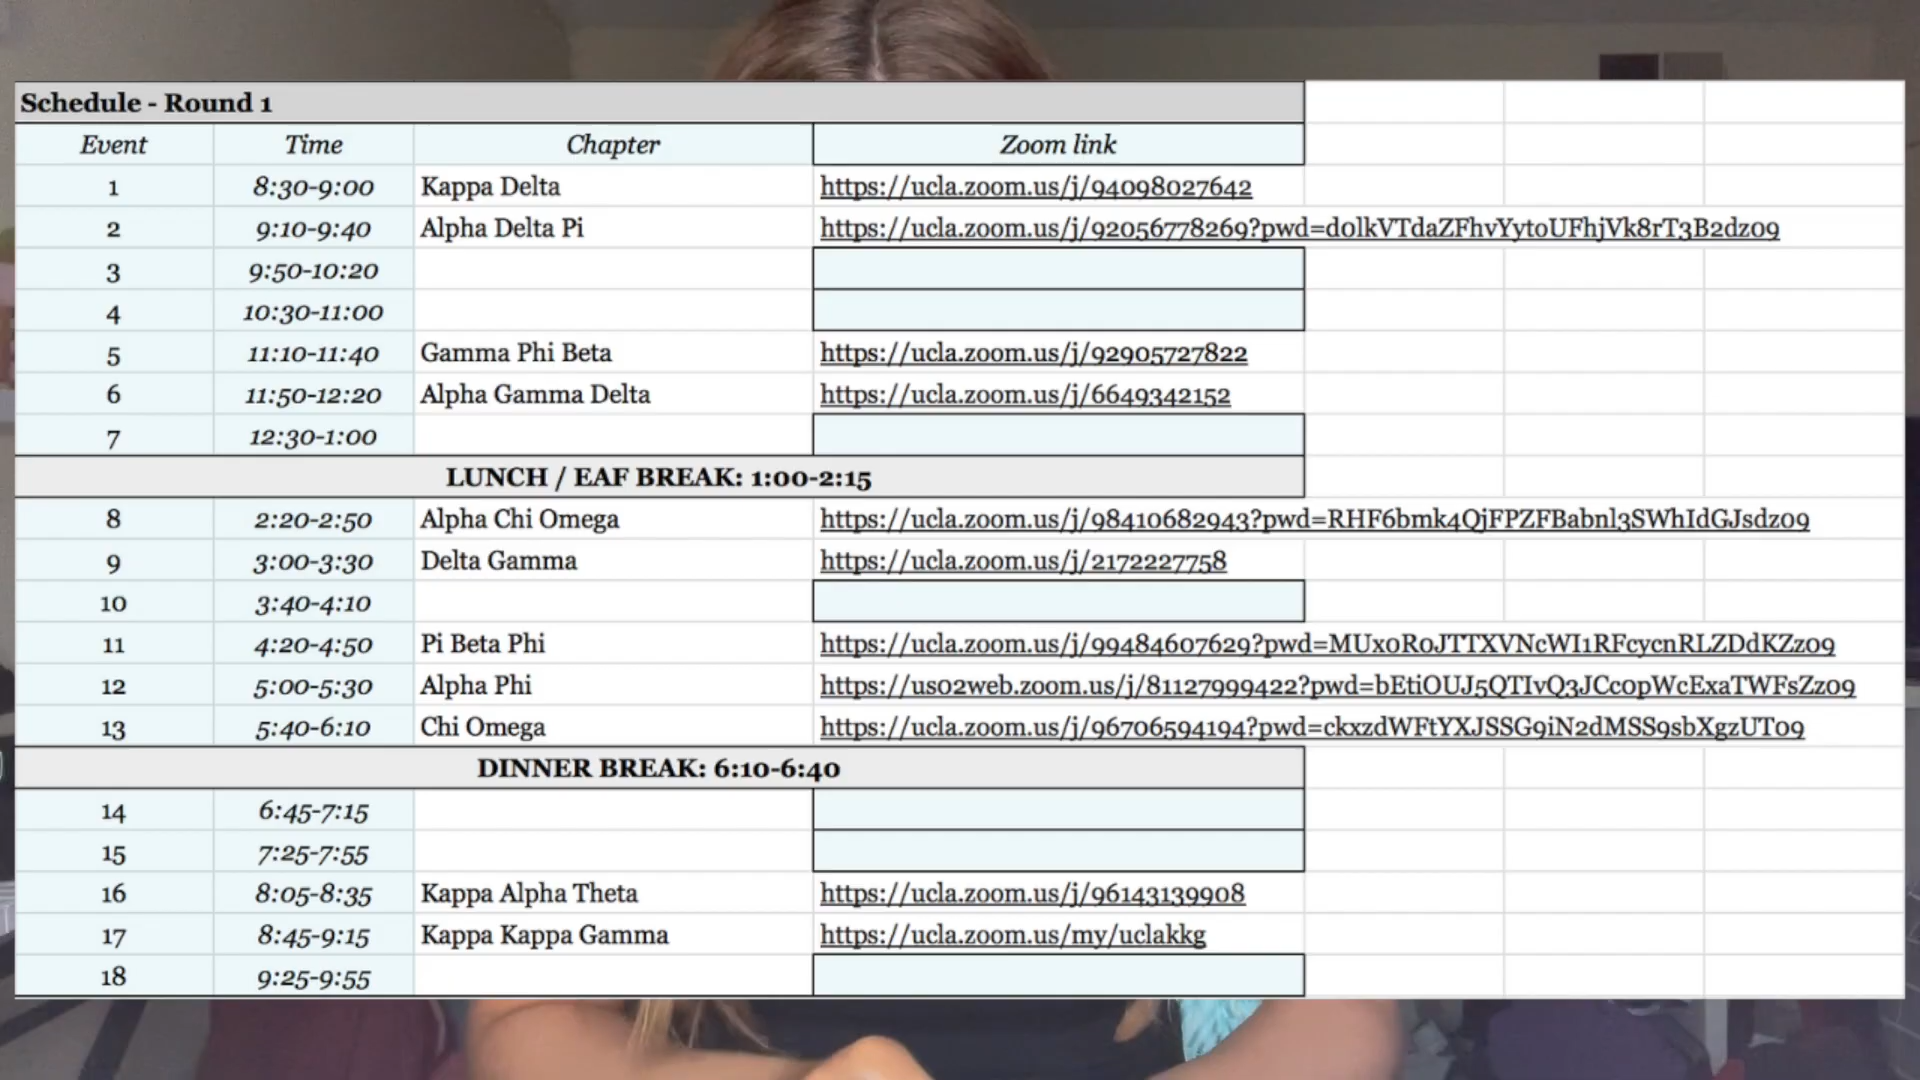 Schedule - Round 1
Event Time Chapter Zoom link
1 8:30-9:00 Kappa Delta https://ucla.zoom.us/j/94098027642
2 9:10-9:40 Alpha Delta Pi https://ucla.zoom.us/j/92056778269?pwd=d0lkVTdaZFhvYytoUFhjVk8rT3B2dz09
3 9:50-10:20
4 10:30-11:00
5 11:10-11:40 Gamma Phi Beta https://ucla.zoom.us/j/92905727822
6 11:50-12:20 Alpha Gamma Delta https://ucla.zoom.us/j/6649342152
7 12:30-1:00
LUNCH / EAF BREAK: 1:00-2:15
8 2:20-2:50 Alpha Chi Omega https://ucla.zoom.us/j/98410682943?pwd=RHF6bmk4QjFPZFBabnl3SWhIdGJsdz09
9 3:00-3:30 Delta Gamma https://ucla.zoom.us/j/2172227758
10 3:40-4:10
11 4:20-4:50 Pi Beta Phi https://ucla.zoom.us/j/99484607629?pwd=MUx0R0JTTXVNcWI1RFcycnRLZDdKZz09
12 5:00-5:30 Alpha Phi https://us02web.zoom.us/j/81127999422?pwd=bEtiOUJ5QTIvQ3JCc0pWcExaTWFsZz09
13 5:40-6:10 Chi Omega https://ucla.zoom.us/j/96706594194?pwd=ckxzdWFtYXJSSG9iN2dMSS9sbXgzUT09
DINNER BREAK: 6:10-6:40
14 6:45-7:15
15 7:25-7:55
16 8:05-8:35 Kappa Alpha Theta https://ucla.zoom.us/j/96143139908
17 8:45-9:15 Kappa Kappa Gamma https://ucla.zoom.us/my/uclakkg
18 9:25-9:55